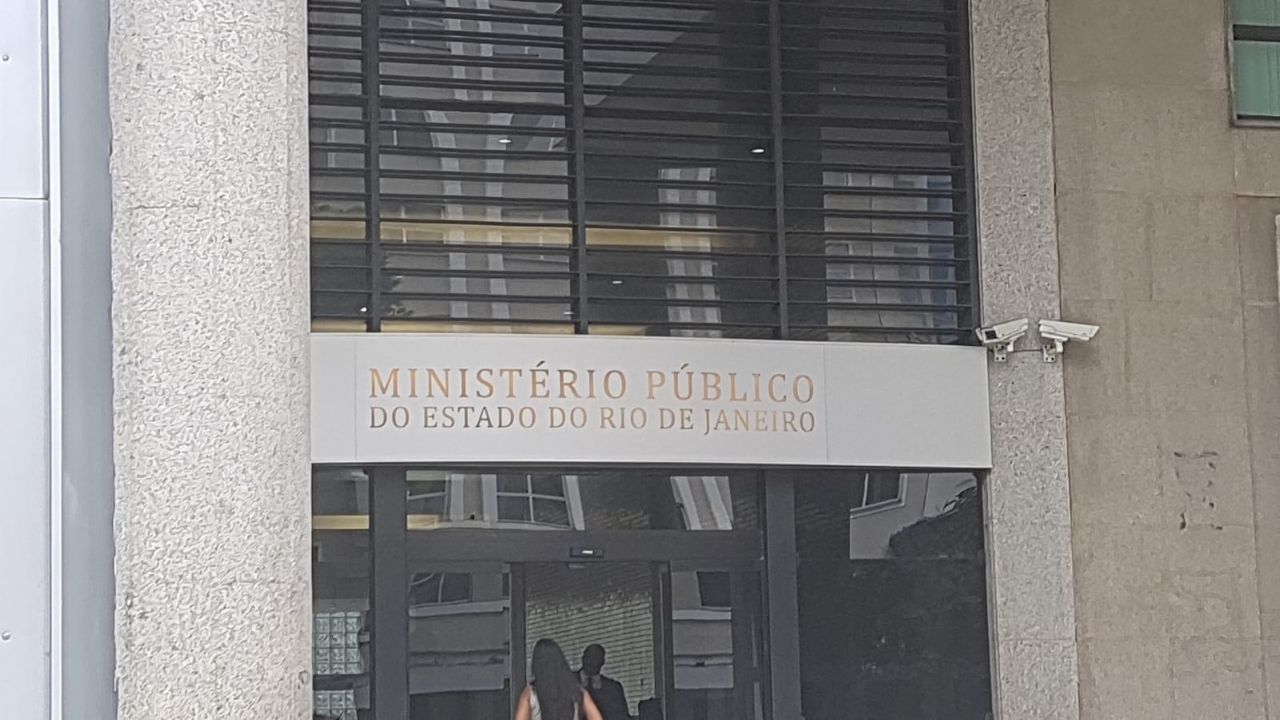 MINISTÉRIO PÚBLICO
DO ESTADO DO RIO DE JANEIRO